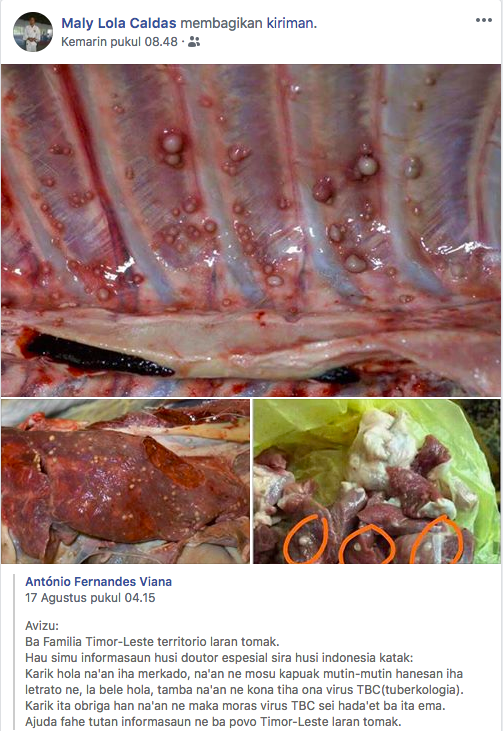 Maly Lola Caldas membagikan kiriman.
Kemarin pukul 08.48 ·
António Fernandes Viana
17 Agustus pukul 04.15
Avizu:
Ba Familia Timor-Leste territorio laran tomak.
Hau simu informasaun husi doutor espesial sira husi indonesia katak:
Karik hola na'an iha merkado, na'an ne mosu kapuak mutin-mutin hanesan iha
letrato ne, la bele hola, tamba na'an ne kona tiha ona virus TBC(tuberkologia).
Karik ita obriga han na'an ne maka moras virus TBC sei hada'et ba ita ema.
Ajuda fahe tutan informasaun ne ba povo Timor-Leste laran tomak.